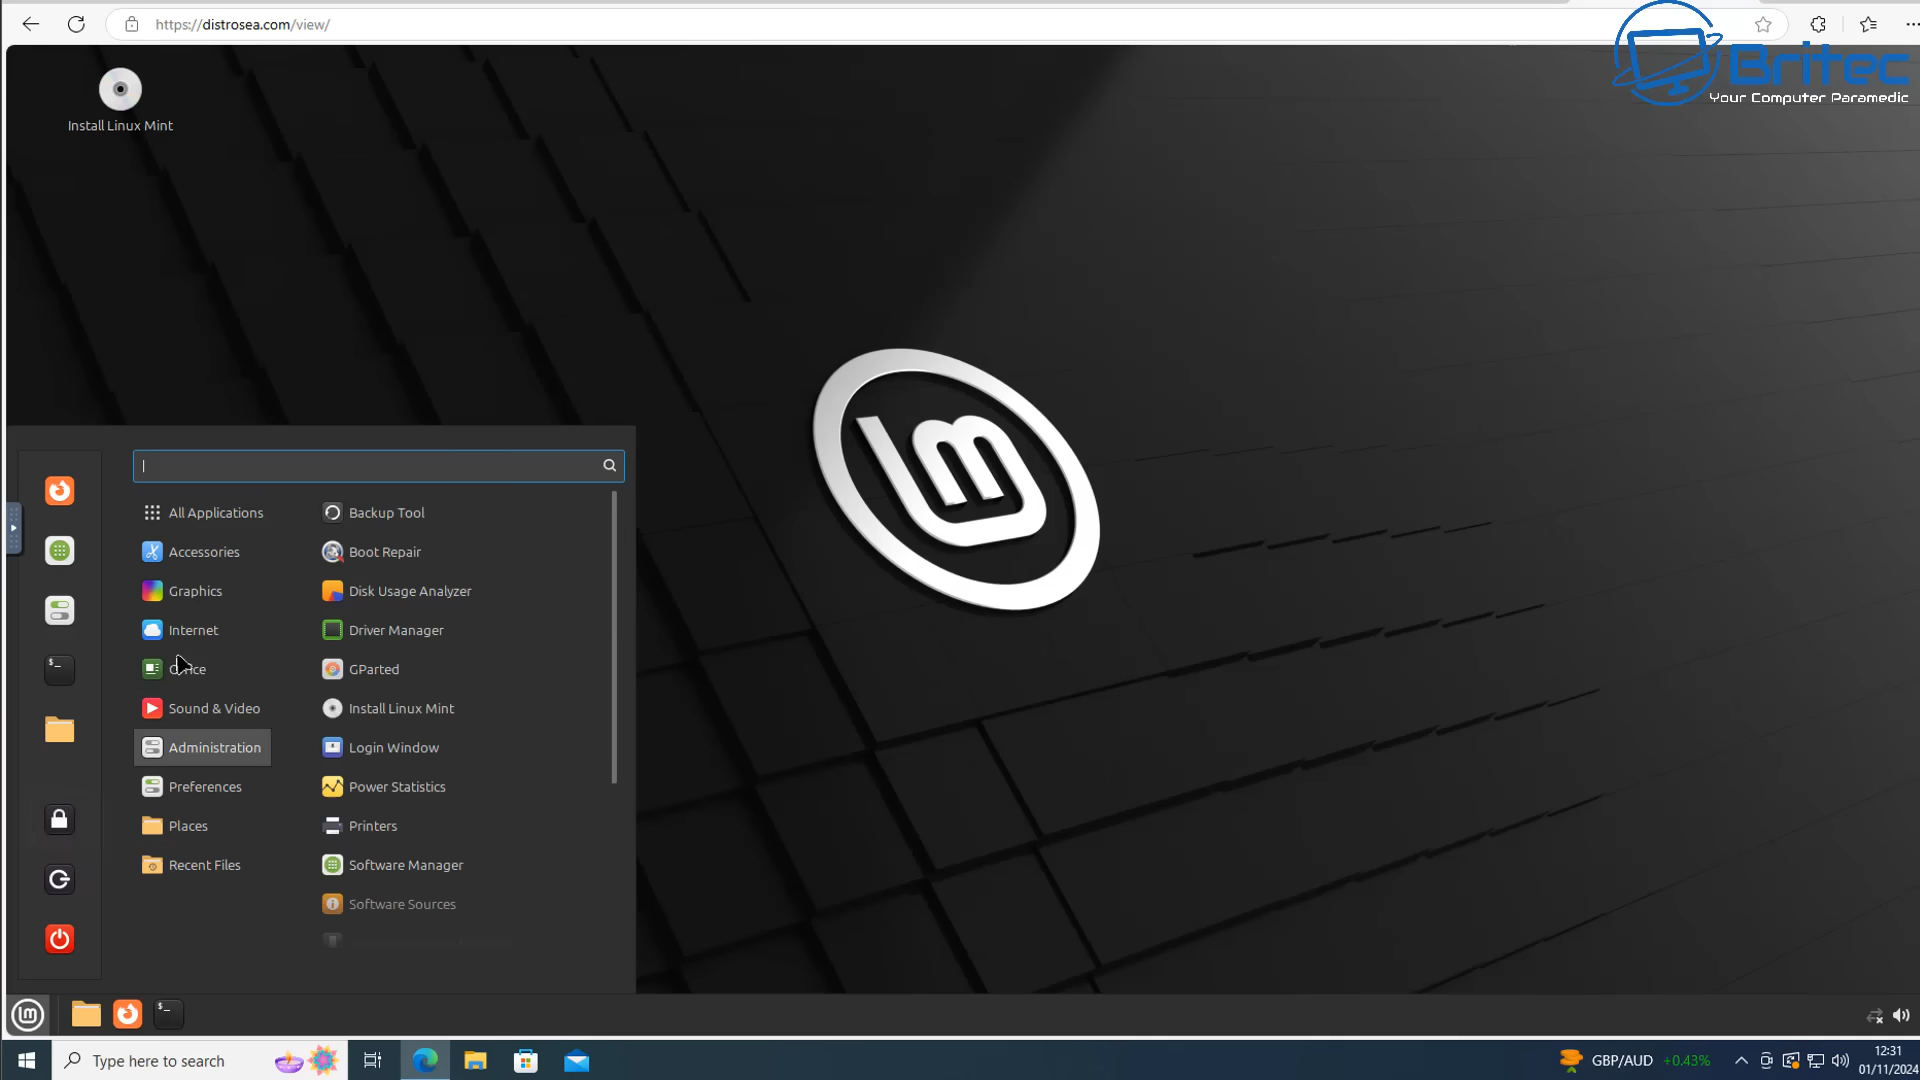 https://distrosea.com/view/
Britec
Your Computer Paramedic
Install Linux Mint
All Applications
Accessories
Graphics
Internet
Office
Sound & Video
Administration
Preferences
Places
Recent Files
Backup Tool
Boot Repair
Disk Usage Analyzer
Driver Manager
GParted
Install Linux Mint
Login Window
Power Statistics
Printers
Software Manager
Software Sources
Type here to search
GBP/AUD +0.43%
12:31
01/11/2024